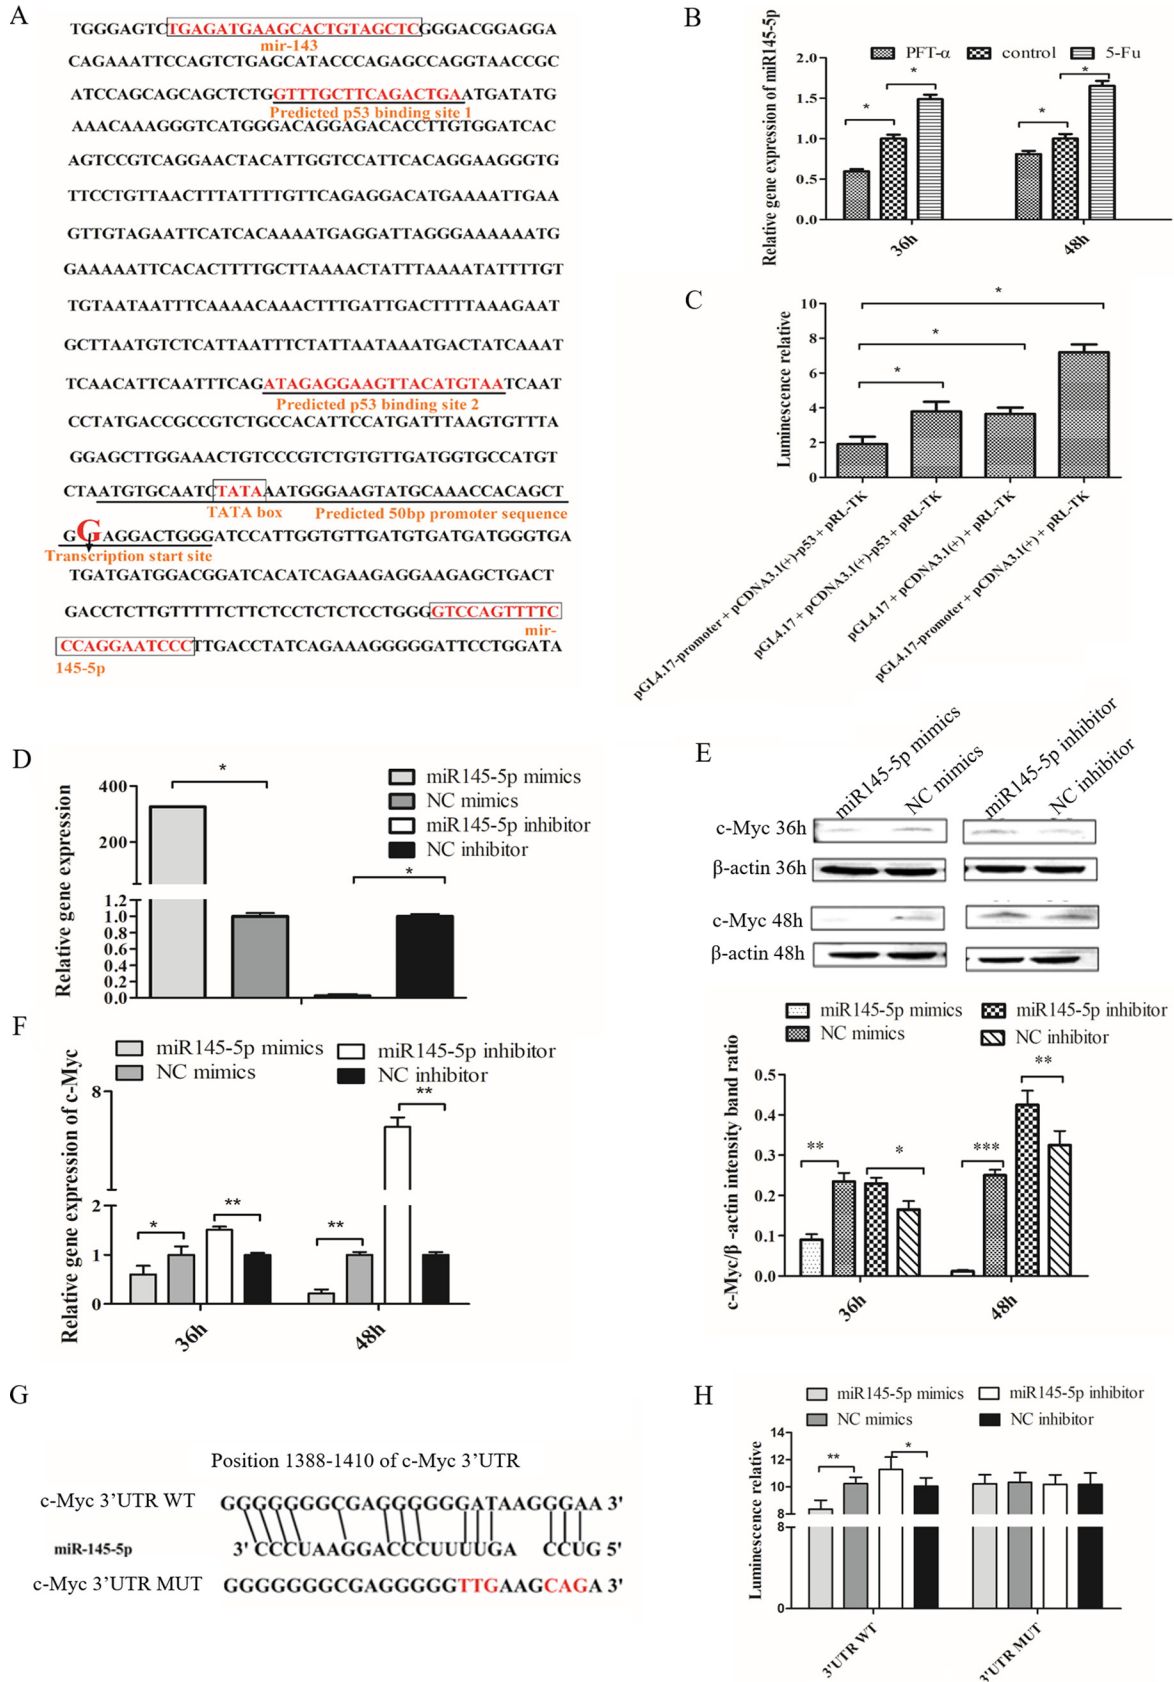 A
TGGGAGTCTGAGATGAAGCACTGTAGCTCGGGACGGAGGA
mir-143
CAGAAATTCCAGTCTGAGCATACCCAGAGCCAGGTAACCGC
ATCCAGCAGCAGCTCTGGTTTGCTTCAGACTGAATGATATG
Predicted p53 binding site 1
AAACAAAGGGTCATGGGACAGGAGACACCTTGTGGATCAC
AGTCCGTCAGGAACTACATTGGTCCATTCACAGGAAGGGTG
TTCCTGTTAACTTTATTTTGTTCAGAGGACATGAAAATTGAA
GTTGTAGAATTCATCACAAAATGAGGATTAGGGAAAAAATG
GAAAAATTCACACTTTTGCTTAAAACTATTTAAAATATTTTGT
TGTAATAATTTCAAAACAAACTTTGATTGACTTTTAAAGAAT
GCTTAATGTCTCATTAATTTCTATTAATAAATGACTATCAAAT
TCAACATTCAATTTCAGATAGAGGAAGTTACATGTAATCAAT
Predicted p53 binding site 2
CCTATGACCGCCGTCTGCCACATTCCATGATTTAAGTGTTTA
GGAGCTTGGAAACTGTCCCGTCTGTGTTGATGGTGCCATGT
CTAATGTGCAATCTATAAATGGGAAGTATGCAAACCACAGCT
TATA box Predicted 50bp promoter sequence
GGAGGACTGGGATCCATTGGTGTGTTGATGTGATGATGGGTGA
Transcription start site
TGATGATGGACGGATCACATCAGAAGAGGAAGAGCTGACT
GACCTCTTGTTTTTCTTCTCCTCTCTCCTGGGGTCCAGTTTTC
mir-
CCAGGAATCCCTTGACCTATCAGAAAGGGGGATTCCTGGATA
145-5p
B
Relative gene expression of miR145-5p
PFT-α control 5-Fu
2.0
1.5
1.0
0.5
0.0
* * * *
36h 48h
C
Luminescence relative
10
8
6
4
2
0
* * *
pGL4.17-promoter + pCDNA3.1(+)-p53 + pRL-TK
pGL4.17 + pCDNA3.1(+)-p53 + pRL-TK
pGL4.17 + pCDNA3.1(+) + pRL-TK
pGL4.17-promoter + pCDNA3.1(+) + pRL-TK
D
Relative gene expression
400
200
1.2
1.0
0.8
0.6
0.4
0.2
0.0
* *
miR145-5p mimics
NC mimics
miR145-5p inhibitor
NC inhibitor
E
miR145-5p mimics
NC mimics
miR145-5p inhibitor
NC inhibitor
c-Myc 36h
β-actin 36h
c-Myc 48h
β-actin 48h
miR145-5p mimics miR145-5p inhibitor
NC mimics NC inhibitor
c-Myc/β -actin intensity band ratio
0.5
0.4
0.3
0.2
0.1
0.0
** * *** **
36h 48h
F
miR145-5p mimics miR145-5p inhibitor
NC mimics NC inhibitor
Relative gene expression of c-Myc
8
2
1
0
* ** ** **
36h 48h
G
Position 1388-1410 of c-Myc 3'UTR
c-Myc 3'UTR WT GGGGGGGCGAGGGGGGATAAGGGAA 3'
miR-145-5p 3' CCCUAAGGACCCUUUUGA CCUG 5'
c-Myc 3'UTR MUT GGGGGGGCGAGGGGGTTGAAGCAGA 3'
H
miR145-5p mimics miR145-5p inhibitor
NC mimics NC inhibitor
Luminescence relative
14
12
10
8
8
0
** *
3'UTR WT 3'UTR MUT